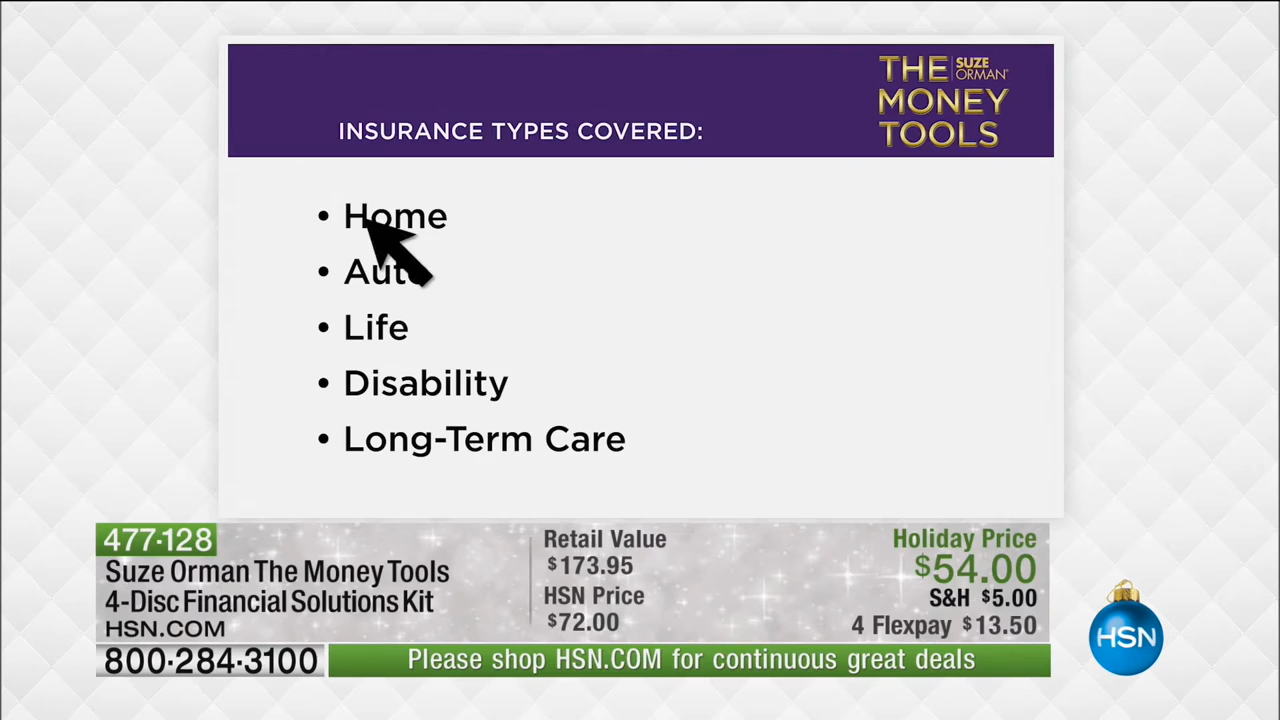 THE SUZE ORMAN®
MONEY
TOOLS
INSURANCE TYPES COVERED:
• Home
• Auto
• Life
• Disability
• Long-Term Care
477-128
Suze Orman The Money Tools
4-Disc Financial Solutions Kit
HSN.COM
Retail Value
$173.95
HSN Price
$72.00
Holiday Price
$54.00
S&H $5.00
4 Flexpay $13.50
800-284-3100
Please shop HSN.COM for continuous great deals
HSN